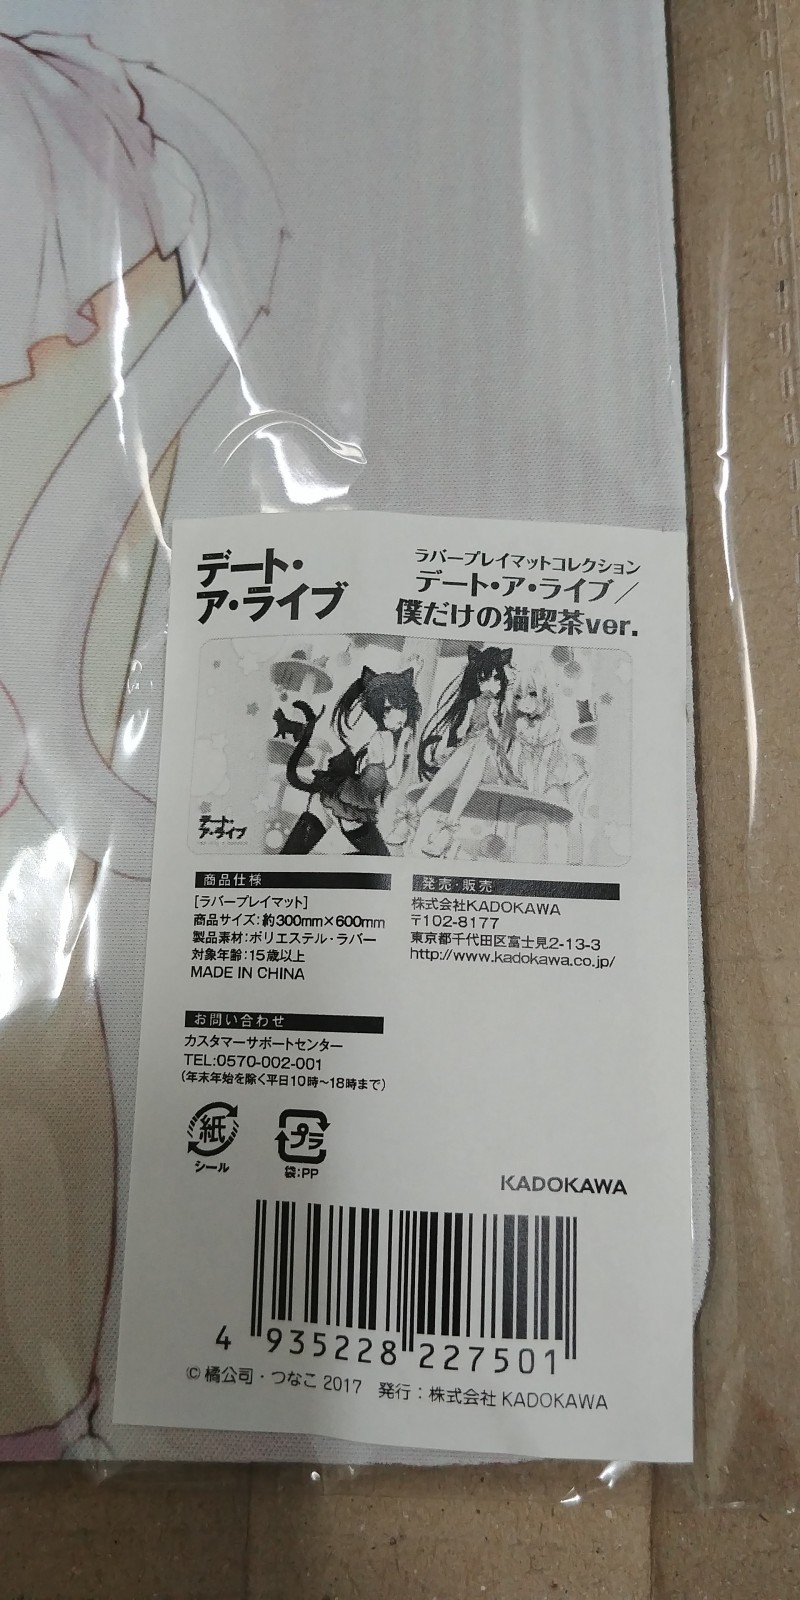 デート・
ア・ライブ
ラバープレイマットコレクション
デート・ア・ライブ／
僕だけの猫喫茶ver.
デート・
ア・ライブ
商品仕様
[ラバープレイマット]
商品サイズ:約300mm×600mm
製品素材:ポリエステル・ラバー
対象年齢:15歳以上
MADE IN CHINA
発売・販売
株式会社KADOKAWA
〒102-8177
東京都千代田区富士見2-13-3
http://www.kadokawa.co.jp/
お問い合わせ
カスタマーサポートセンター
TEL:0570-002-001
(年末年始を除く平日10時～18時まで)
紙
シール
プラ
袋:PP
KADOKAWA
4 935228 227501
© 橘公司・つなこ 2017 発行：株式会社 KADOKAWA